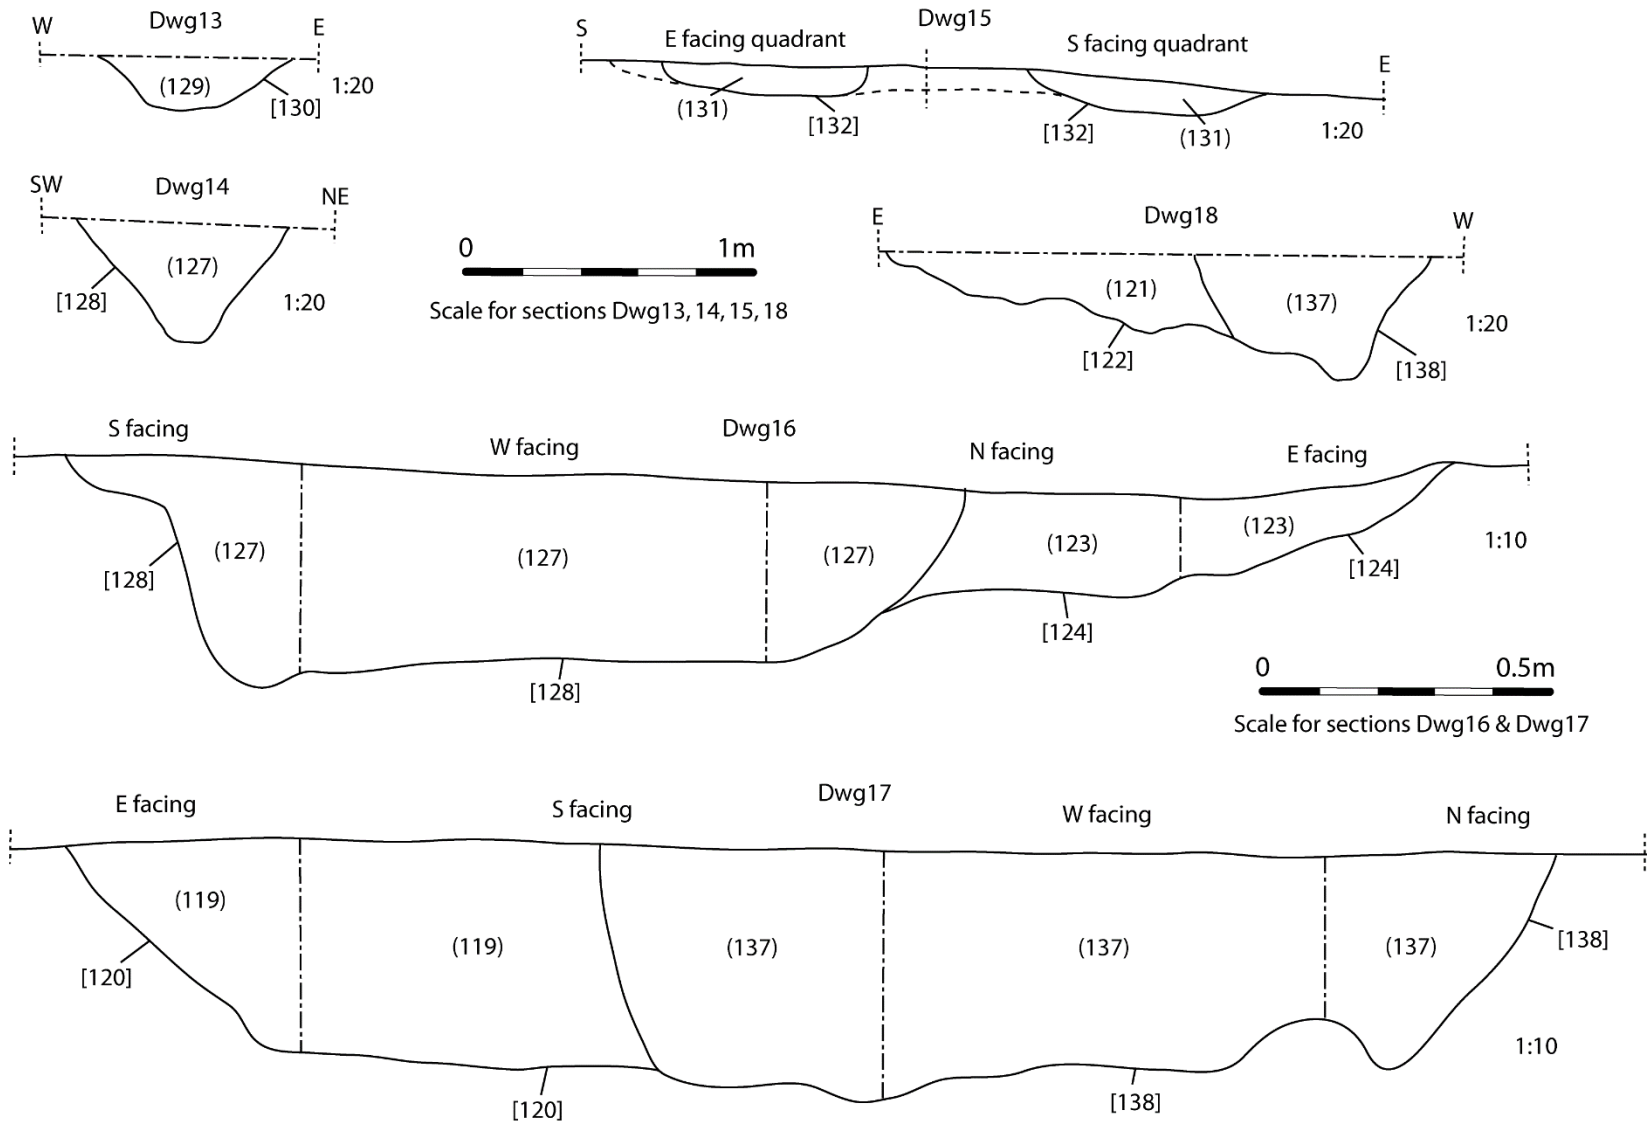 Dwg13
W
E
(129)
[130]
1:20
Dwg15
S
E facing quadrant
S facing quadrant
E
(131)
[132]
[132]
(131)
1:20
Dwg14
SW
NE
(127)
[128]
1:20
0
1m
Scale for sections Dwg13, 14, 15, 18
Dwg18
E
W
(121)
(137)
[122]
[138]
1:20
Dwg16
S facing
W facing
N facing
E facing
(127)
(127)
(127)
(123)
(123)
[128]
[128]
[124]
[124]
1:10
0
0.5m
Scale for sections Dwg16 & Dwg17
Dwg17
E facing
S facing
W facing
N facing
(119)
(119)
(137)
(137)
(137)
[120]
[120]
[138]
[138]
1:10